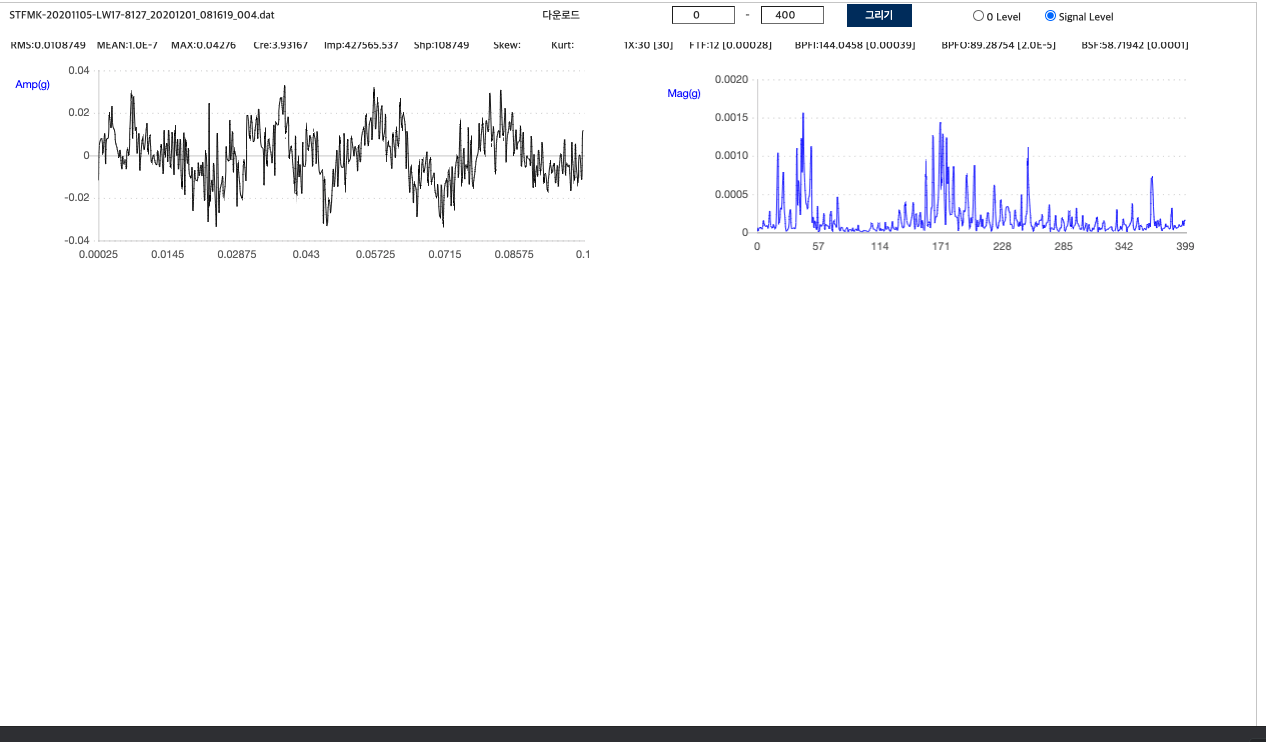 STFMK-20201105-LW17-8127_20201201_081619_004.dat 다운로드 0 - 400 그리기 0 Level Signal Level
RMS:0.0108749 MEAN:1.0E-7 MAX:0.04276 Cre:3.93167 Imp:427565.537 Shp:108749 Skew: Kurt: 1X:30 [30] FTF:12 [0.00028] BPFI:144.0458 [0.00039] BPFO:89.28754 [2.0E-5] BSF:58.71942 [0.0001]
Amp(g)
0.04
0.02
0
-0.02
-0.04
0.00025 0.0145 0.02875 0.043 0.05725 0.0715 0.08575 0.1
Mag(g)
0.0020
0.0015
0.0010
0.0005
0
0 57 114 171 228 285 342 399